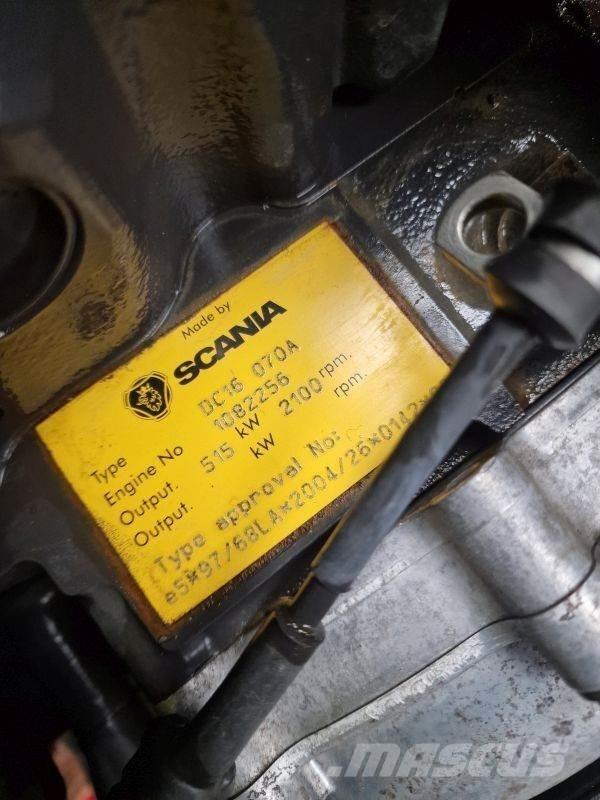 Made by
SCANIA
Type DC16 070A
Engine No 1082256
Output. 515 kW 2100 rpm.
Output. kW rpm.
Type approval No:
e5*97/68LA*2004/26*0142*
MASCUS